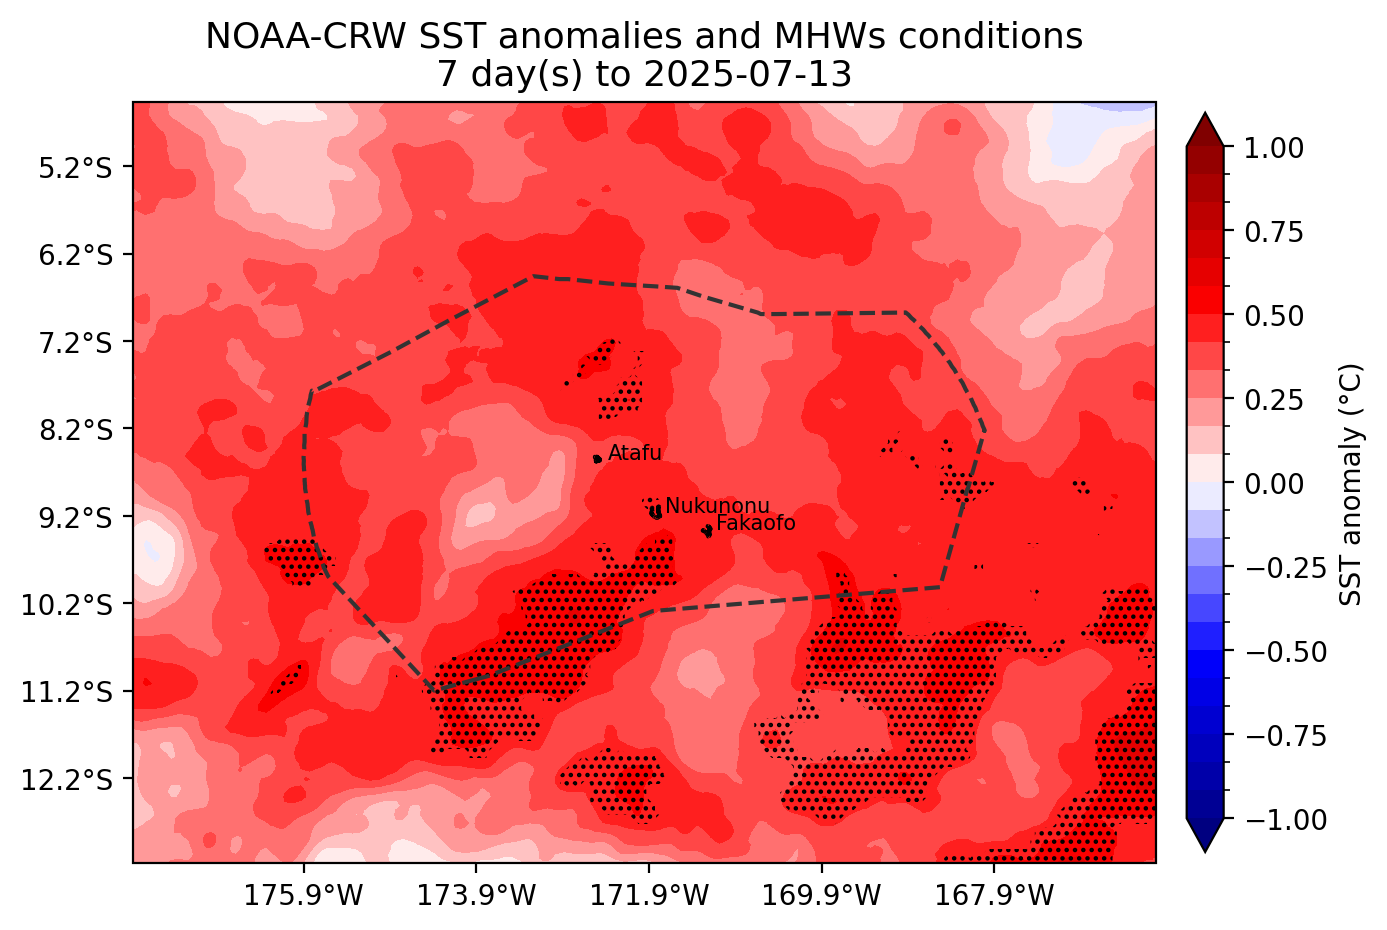 NOAA-CRW SST anomalies and MHWs conditions
7 day(s) to 2025-07-13
5.2°S
6.2°S
7.2°S
8.2°S
9.2°S
10.2°S
11.2°S
12.2°S
175.9°W
173.9°W
171.9°W
169.9°W
167.9°W
Atafu
Nukunonu
Fakaofo
1.00
0.75
0.50
0.25
0.00
−0.25
−0.50
−0.75
−1.00
SST anomaly (°C)